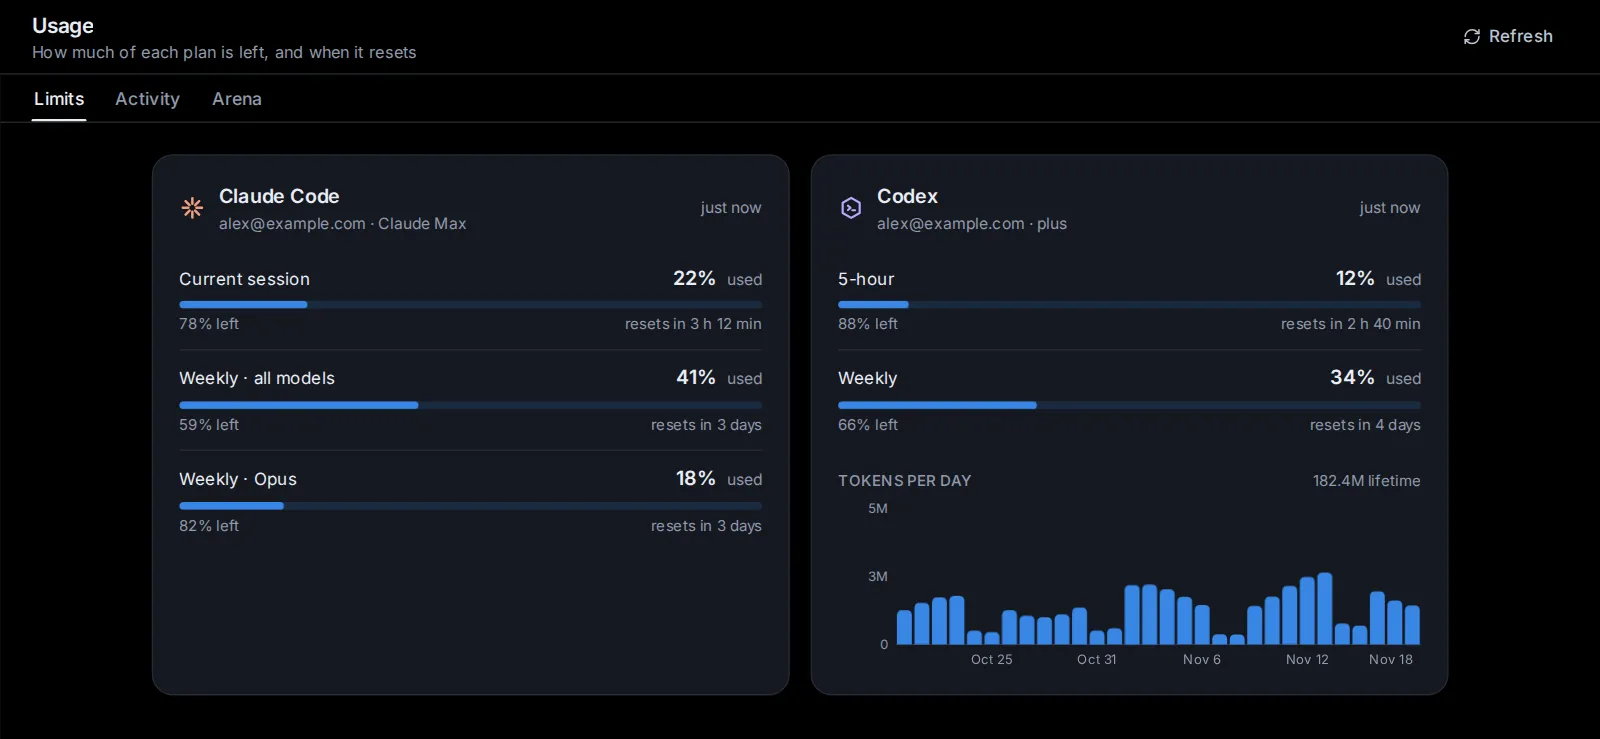 Usage
How much of each plan is left, and when it resets
Refresh
Limits
Activity
Arena
Claude Code
alex@example.com · Claude Max
just now
Current session
22% used
78% left
resets in 3 h 12 min
Weekly · all models
41% used
59% left
resets in 3 days
Weekly · Opus
18% used
82% left
resets in 3 days
Codex
alex@example.com · plus
just now
5-hour
12% used
88% left
resets in 2 h 40 min
Weekly
34% used
66% left
resets in 4 days
TOKENS PER DAY
182.4M lifetime
5M
3M
0
Oct 25
Oct 31
Nov 6
Nov 12
Nov 18